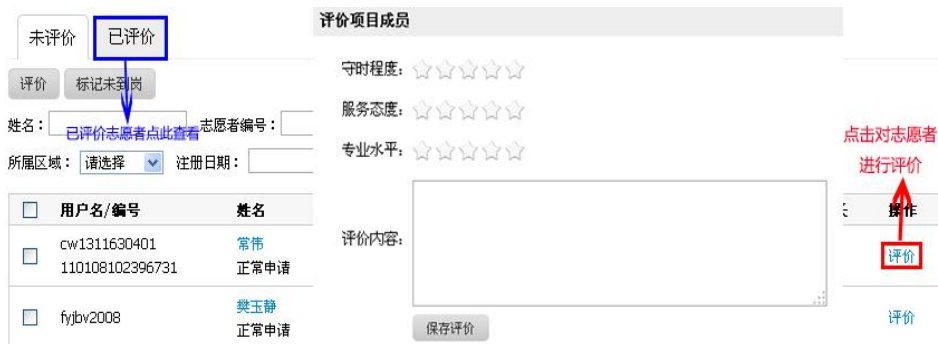 未评价 已评价
评价 标记未到岗
姓名： 志愿者编号：
已评价志愿者点此查看
所属区域： 请选择 注册日期：
用户名/编号 姓名 操作
cw1311630401 常伟 评价
110108102396731 正常申请
fyjbv2008 樊玉静 评价
正常申请
评价项目成员
守时程度：
服务态度：
专业水平：
评价内容：
保存评价
点击对志愿者
进行评价